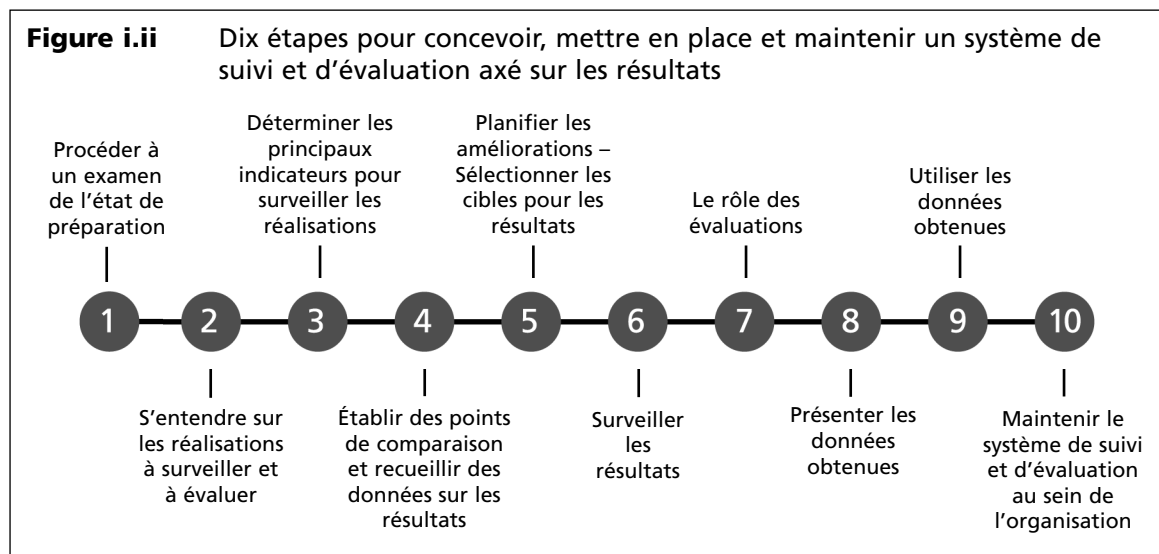 Figure i.ii Dix étapes pour concevoir, mettre en place et maintenir un système de
suivi et d'évaluation axé sur les résultats
Procéder à
un examen
de l'état de
préparation
Déterminer les
principaux
indicateurs pour
surveiller les
réalisations
Planifier les
améliorations –
Sélectionner les
cibles pour les
résultats
Le rôle des
évaluations
Utiliser les
données
obtenues
1 2 3 4 5 6 7 8 9 10
S'entendre sur
les réalisations
à surveiller et
à évaluer
Établir des points
de comparaison
et recueillir des
données sur les
résultats
Surveiller
les
résultats
Présenter les
données
obtenues
Maintenir le
système de suivi
et d'évaluation
au sein de
l'organisation